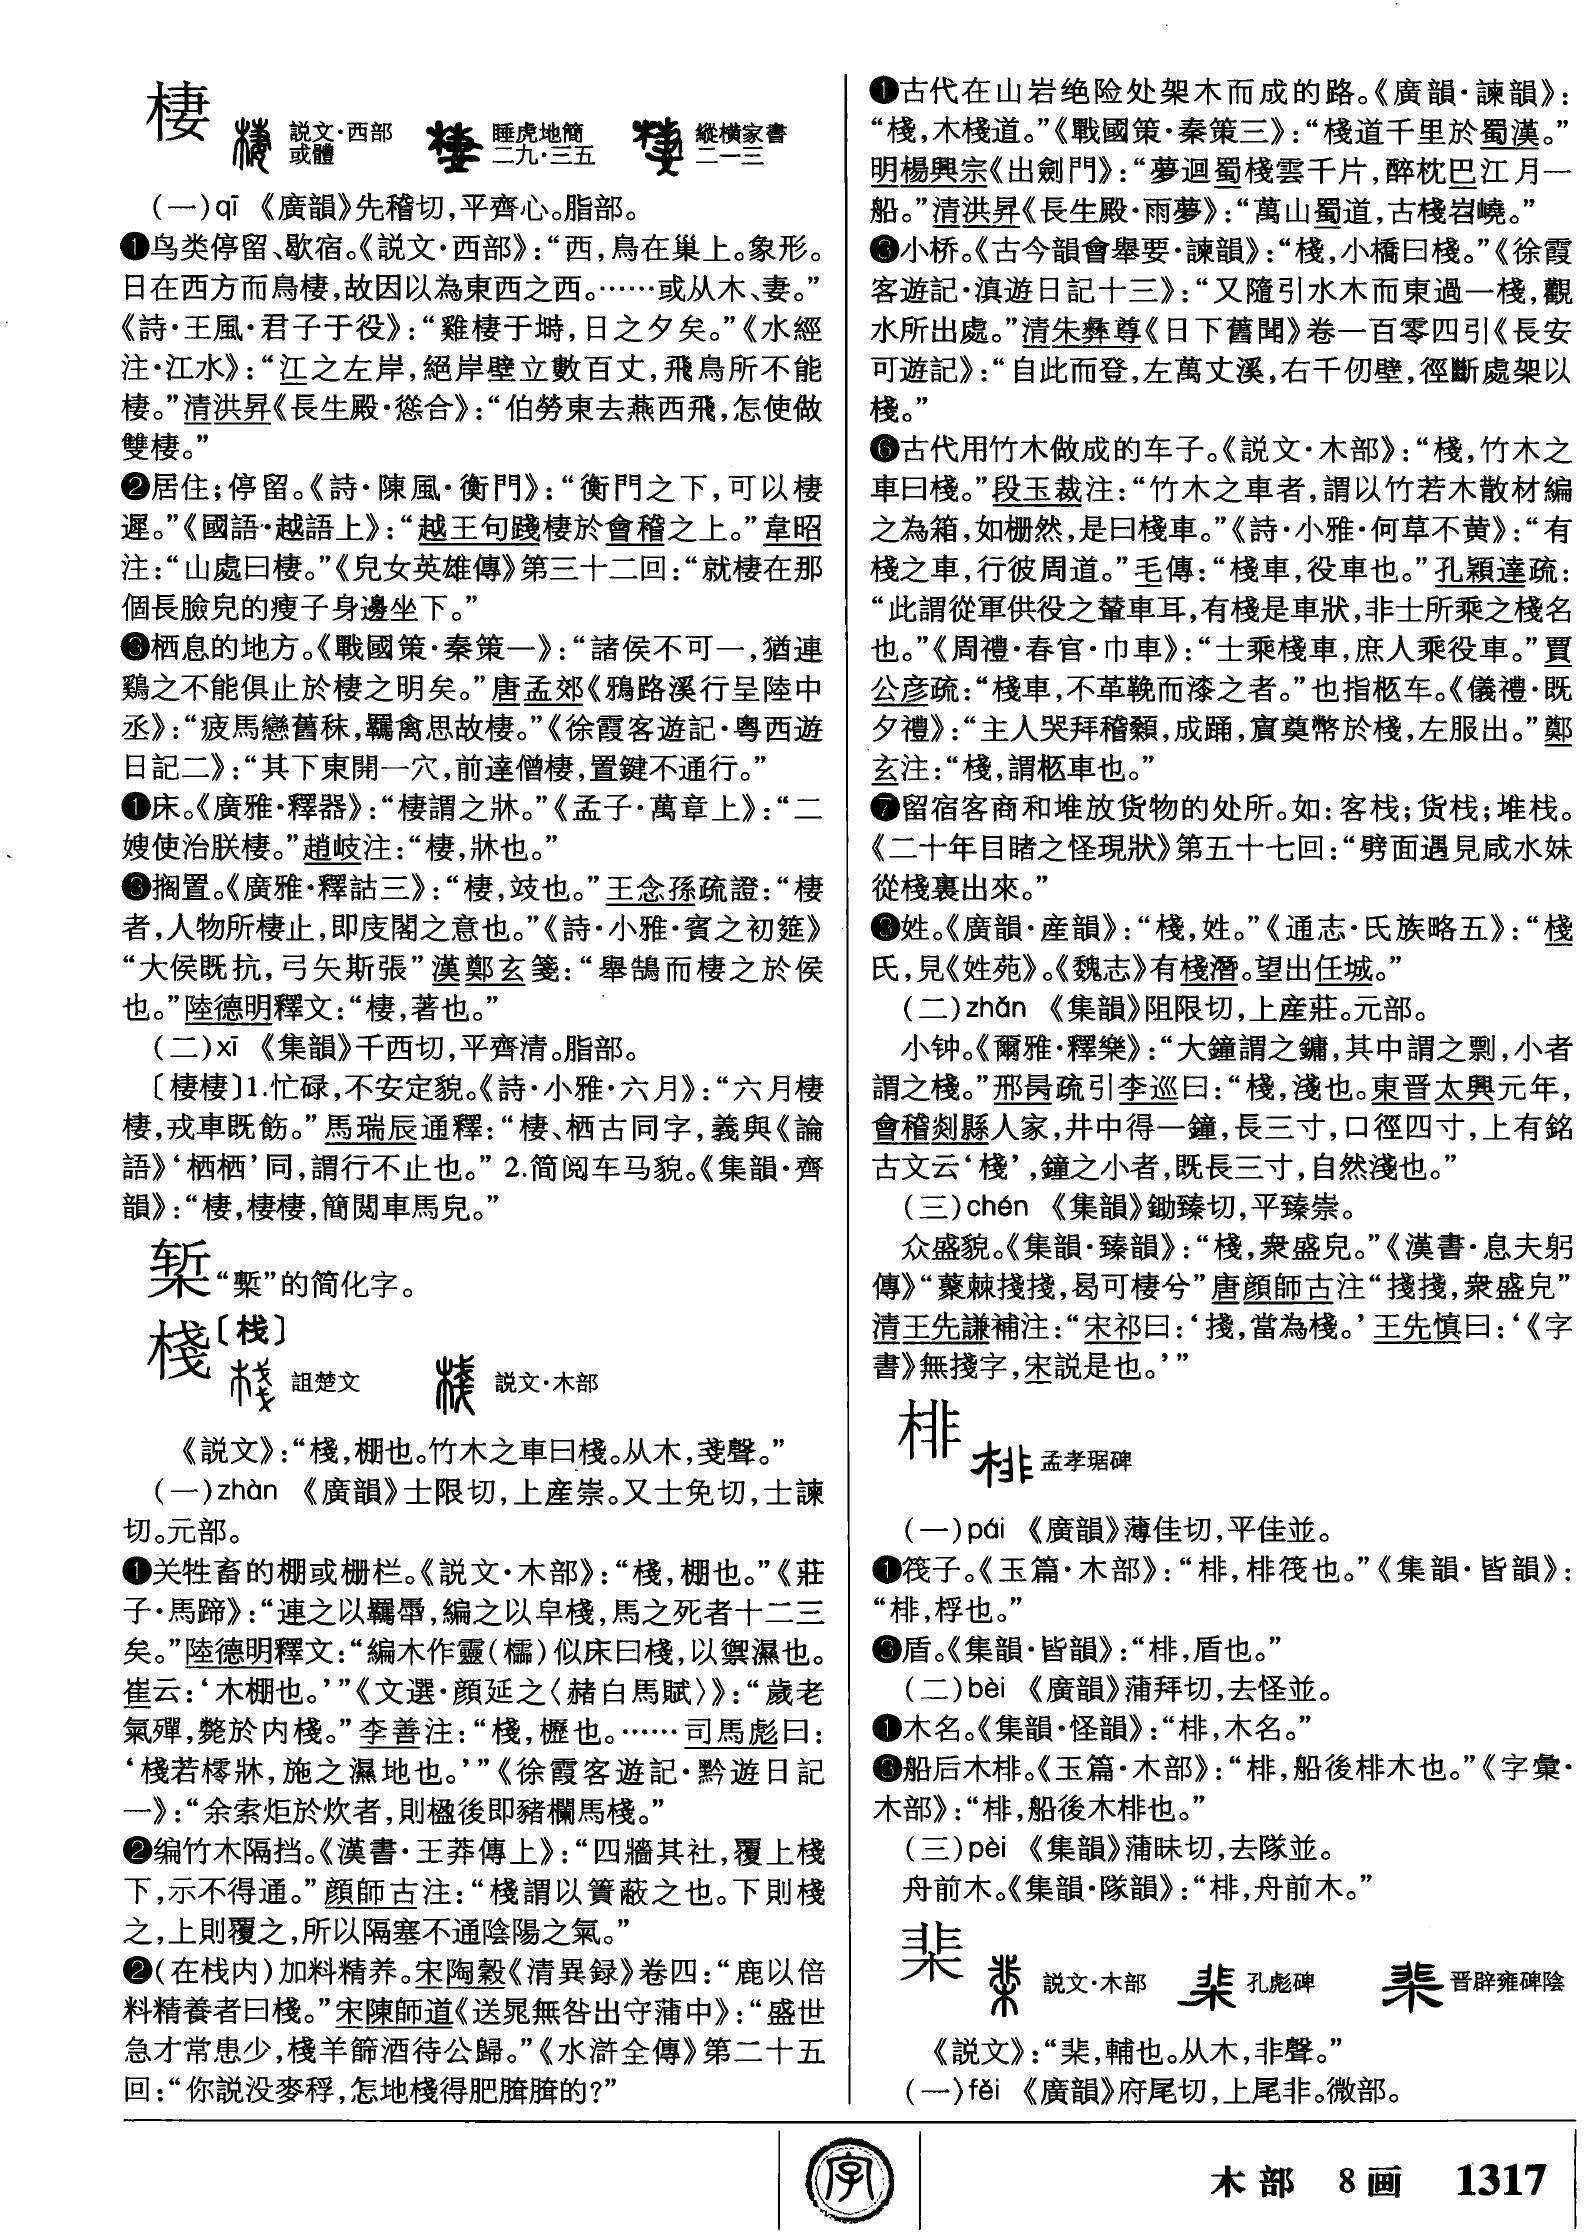 棲
説文·西部
或體
睡虎地簡
二九·三五
縱橫家書
二一三
(一)qī 《廣韻》先稽切,平齊心。脂部。
❶鸟类停留、歇宿。《説文·西部》:“西,鳥在巢上。象形。
日在西方而鳥棲,故因以為東西之西。……或从木、妻。”
《詩·王風·君子于役》:“雞棲于塒,日之夕矣。”《水經
注·江水》:“江之左岸,絕岸壁立數百丈,飛鳥所不能
棲。”清洪昇《長生殿·慫合》:“伯勞東去燕西飛,怎使做
雙棲。”
❷居住;停留。《詩·陳風·衡門》:“衡門之下,可以棲
遲。”《國語·越語上》:“越王句踐棲於會稽之上。”韋昭
注:“山處曰棲。”《兒女英雄傳》第三十二回:“就棲在那
個長臉兒的瘦子身邊坐下。”
❸栖息的地方。《戰國策·秦策一》:“諸侯不可一,猶連
鷄之不能俱止於棲之明矣。”唐孟郊《鴉路溪行呈陸中
丞》:“疲馬戀舊秣,羈禽思故棲。”《徐霞客遊記·粵西遊
日記二》:“其下東開一穴,前達僧棲,置鍵不通行。”
❶床。《廣雅·釋器》:“棲謂之牀。”《孟子·萬章上》:“二
嫂使治朕棲。”趙岐注:“棲,牀也。”
❸搁置。《廣雅·釋詁三》:“棲,攱也。”王念孫疏證:“棲
者,人物所棲止,即庋閣之意也。”《詩·小雅·賓之初筵》
“大侯既抗,弓矢斯張”漢鄭玄箋:“舉鵠而棲之於侯
也。”陸德明釋文:“棲,著也。”
(二)xī 《集韻》千西切,平齊清。脂部。
〔棲棲〕1.忙碌,不安定貌。《詩·小雅·六月》:“六月棲
棲,戎車既飭。”馬瑞辰通釋:“棲、栖古同字,義與《論
語》‘栖栖’同,謂行不止也。” 2.简阅车马貌。《集韻·齊
韻》:“棲,棲棲,簡閲車馬皃。”
椠 “槧”的简化字。
棧〔栈〕
詛楚文
説文·木部
《説文》:“棧,棚也。竹木之車曰棧。从木,戔聲。”
(一)zhàn 《廣韻》士限切,上産崇。又士免切,士諫
切。元部。
❶关牲畜的棚或栅栏。《説文·木部》:“棧,棚也。”《莊
子·馬蹄》:“連之以羈馽,編之以皁棧,馬之死者十二三
矣。”陸德明釋文:“編木作靈(欞)似床曰棧,以禦濕也。
崔云:‘木棚也。’”《文選·顔延之〈赭白馬賦〉》:“歲老
氣殫,斃於内棧。”李善注:“棧,櫪也。……司馬彪曰:
‘棧若欞牀,施之濕地也。’”《徐霞客遊記·黔遊日記
一》:“余索炬於炊者,則楹後即豬欄馬棧。”
❷编竹木隔挡。《漢書·王莽傳上》:“四牆其社,覆上棧
下,示不得通。”顔師古注:“棧謂以簀蔽之也。下則棧
之,上則覆之,所以隔塞不通陰陽之氣。”
❷(在栈内)加料精养。宋陶穀《清異録》卷四:“鹿以倍
料精養者曰棧。”宋陳師道《送晁無咎出守蒲中》:“盛世
急才常患少,棧羊篩酒待公歸。”《水滸全傳》第二十五
回:“你説没麥稃,怎地棧得肥䐛䐛的?”
❶古代在山岩绝险处架木而成的路。《廣韻·諫韻》:
“棧,木棧道。”《戰國策·秦策三》:“棧道千里於蜀漢。”
明楊興宗《出劍門》:“夢迴蜀棧雲千片,醉枕巴江月一
船。”清洪昇《長生殿·雨夢》:“萬山蜀道,古棧岧嶢。”
❸小桥。《古今韻會舉要·諫韻》:“棧,小橋曰棧。”《徐霞
客遊記·滇遊日記十三》:“又隨引水木而東過一棧,觀
水所出處。”清朱彝尊《日下舊聞》卷一百零四引《長安
可遊記》:“自此而登,左萬丈溪,右千仞壁,徑斷處架以
棧。”
❻古代用竹木做成的车子。《説文·木部》:“棧,竹木之
車曰棧。”段玉裁注:“竹木之車者,謂以竹若木散材編
之為箱,如栅然,是曰棧車。”《詩·小雅·何草不黄》:“有
棧之車,行彼周道。”毛傳:“棧車,役車也。”孔穎達疏:
“此謂從軍供役之輂車耳,有棧是車狀,非士所乘之棧名
也。”《周禮·春官·巾車》:“士乘棧車,庶人乘役車。”賈
公彦疏:“棧車,不革鞔而漆之者。”也指柩车。《儀禮·既
夕禮》:“主人哭拜稽顙,成踊,賓奠幣於棧,左服出。”鄭
玄注:“棧,謂柩車也。”
❼留宿客商和堆放货物的处所。如:客栈;货栈;堆栈。
《二十年目睹之怪現狀》第五十七回:“劈面遇見咸水妹
從棧裏出來。”
❸姓。《廣韻·産韻》:“棧,姓。”《通志·氏族略五》:“棧
氏,見《姓苑》。《魏志》有棧潛。望出任城。”
(二)zhǎn 《集韻》阻限切,上産莊。元部。
小钟。《爾雅·釋樂》:“大鐘謂之鏞,其中謂之剽,小者
謂之棧。”邢昺疏引李巡曰:“棧,淺也。東晋太興元年,
會稽剡縣人家,井中得一鐘,長三寸,口徑四寸,上有銘
古文云‘棧’,鐘之小者,既長三寸,自然淺也。”
(三)chén 《集韻》鋤臻切,平臻崇。
众盛貌。《集韻·臻韻》:“棧,衆盛皃。”《漢書·息夫躬
傳》“藂棘㨻㨻,曷可棲兮”唐顔師古注“㨻㨻,衆盛皃”
清王先謙補注:“宋祁曰:‘㨻,當為棧。’王先慎曰:‘《字
書》無㨻字,宋説是也。’”
棑
孟孝琚碑
(一)pái 《廣韻》薄佳切,平佳並。
❶筏子。《玉篇·木部》:“棑,棑筏也。”《集韻·皆韻》:
“棑,桴也。”
❸盾。《集韻·皆韻》:“棑,盾也。”
(二)bèi 《廣韻》蒲拜切,去怪並。
❶木名。《集韻·怪韻》:“棑,木名。”
❸船后木棑。《玉篇·木部》:“棑,船後棑木也。”《字彙·
木部》:“棑,船後木棑也。”
(三)pèi 《集韻》蒲昧切,去隊並。
舟前木。《集韻·隊韻》:“棑,舟前木。”
棐
説文·木部
孔彪碑
晋辟雍碑陰
《説文》:“棐,輔也。从木,非聲。”
(一)fěi 《廣韻》府尾切,上尾非。微部。
字
木部 8画 1317